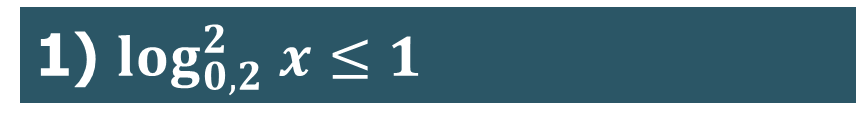 1) log²₀,₂ x ≤ 1